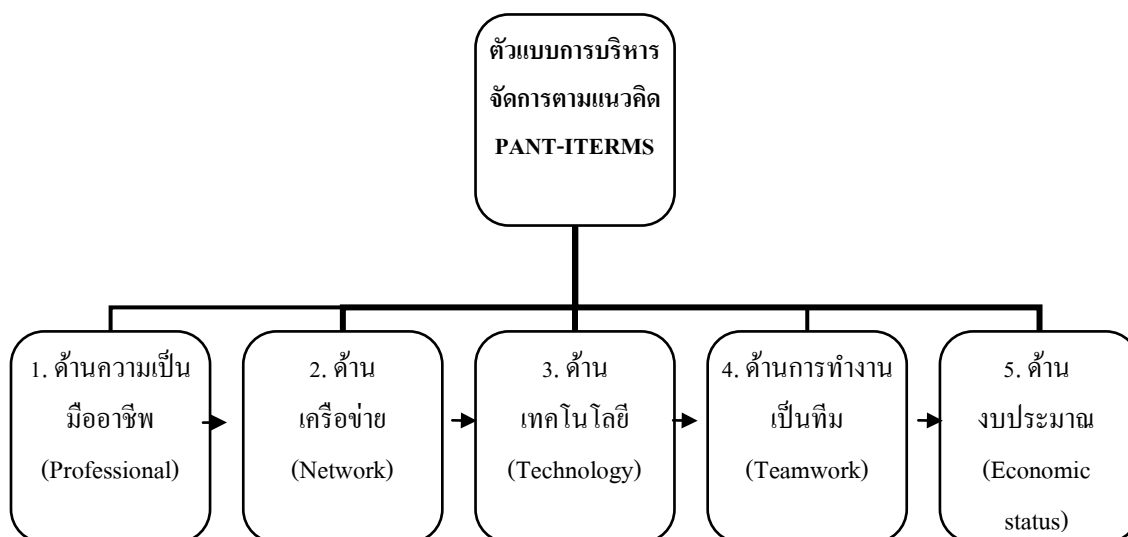 ตัวแบบการบริหาร
จัดการตามแนวคิด
PANT-ITERMS
1. ด้านความเป็น
มืออาชีพ
(Professional)
2. ด้าน
เครือข่าย
(Network)
3. ด้าน
เทคโนโลยี
(Technology)
4. ด้านการทำงาน
เป็นทีม
(Teamwork)
5. ด้าน
งบประมาณ
(Economic
status)